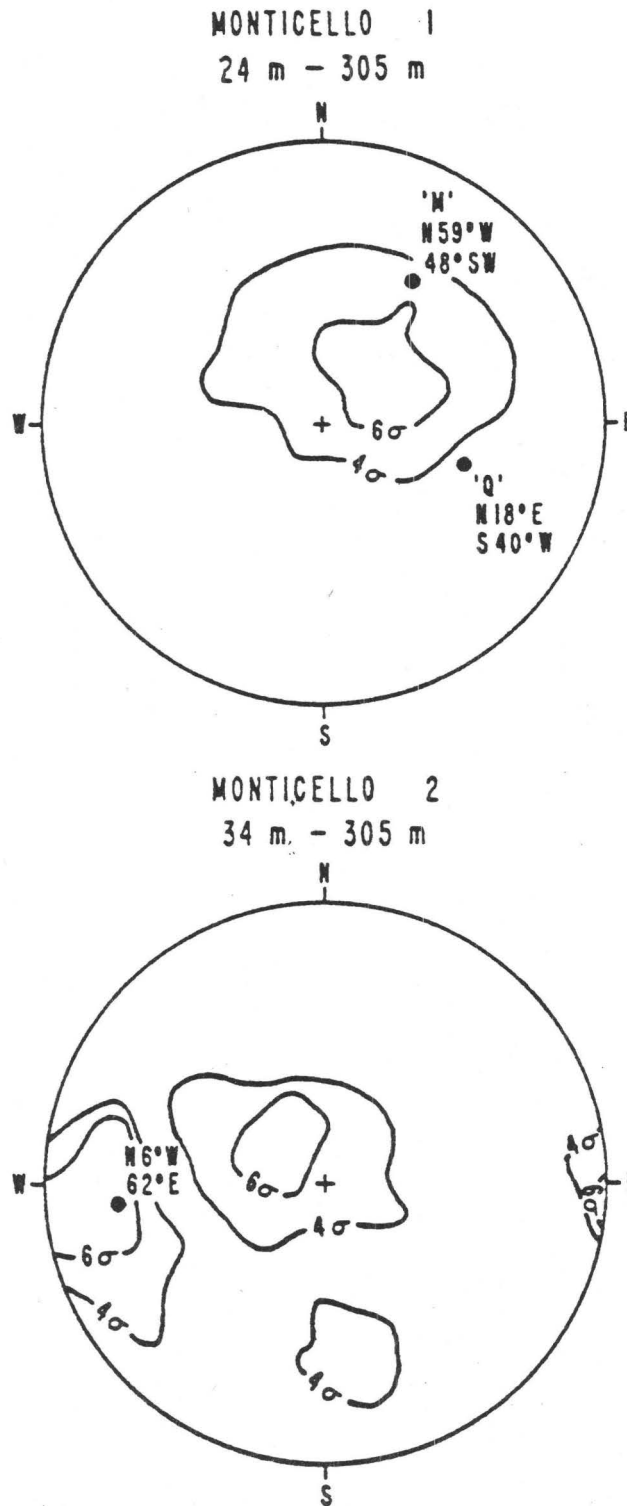 MONTICELLO 1
24 m - 305 m
N
'M'
N59°W
48°SW
W
+
6σ
4σ
'Q'
N18°E
S40°W
S
MONTICELLO 2
34 m. - 305 m
N
N6°W
62°E
W
6σ
+
4σ
4σ
6σ
6σ
4σ
4σ
S